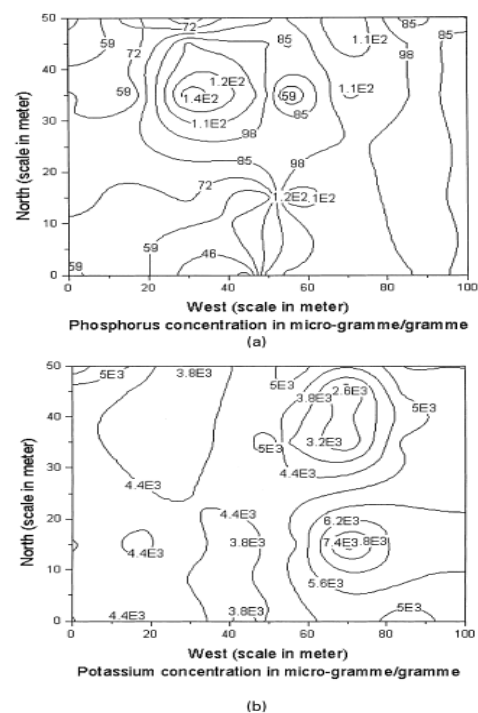 50
59
72
85
1.1E2
85
72
98
40
1.2E2
59
1.4E2
59
1.1E2
30
1.1E2
85
98
North (scale in meter)
20
85
98
72
1.2E2
.1E2
10
59
46
59
0
0 20 40 60 80 100
West (scale in meter)
Phosphorus concentration in micro-gramme/gramme
(a)
50
5E3
3.8E3
5E3
2.6E3
3.8E3
40
5E3
5E3
3.2E3
30
4.4E3
4.4E3
North (scale in meter)
20
4.4E3
6.2E3
3.8E3
7.4E3
.8E3
4.4E3
10
5.6E3
4.4E3
3.8E3
5E3
0
0 20 40 60 80 100
West (scale in meter)
Potassium concentration in micro-gramme/gramme
(b)